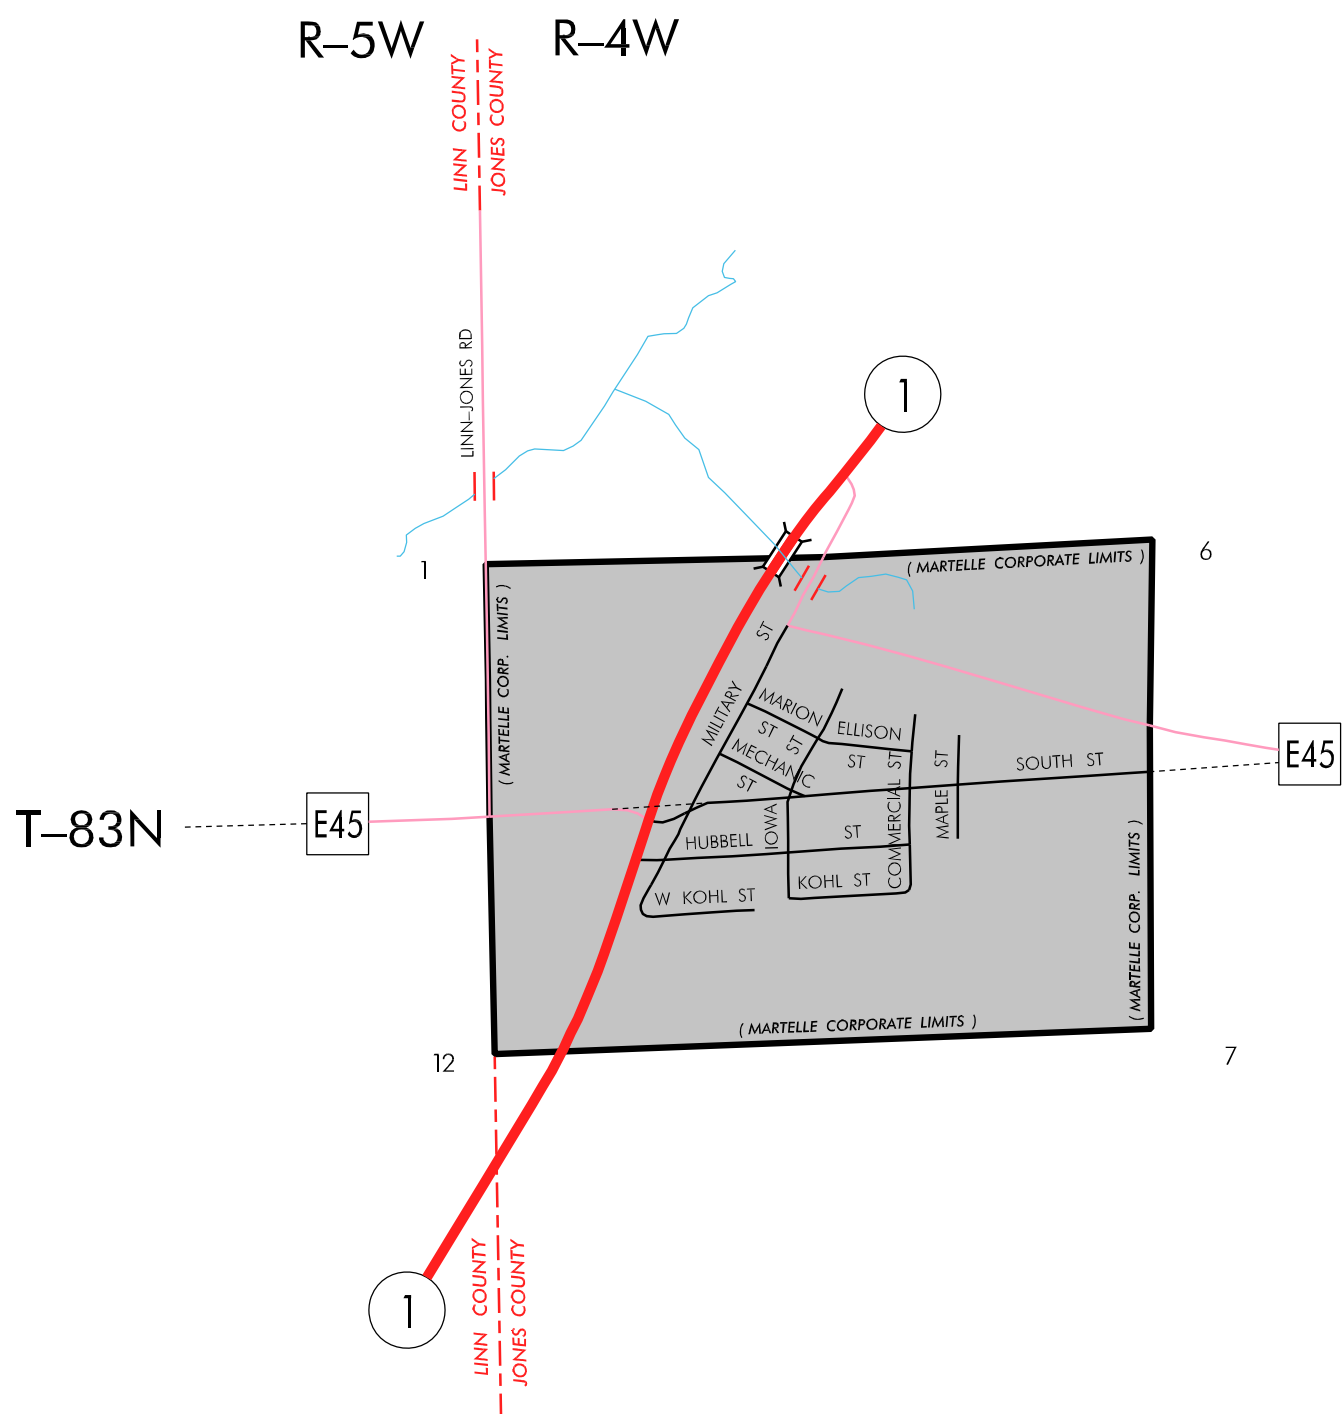 R–5W
R–4W
LINN COUNTY
JONES COUNTY
LINN–JONES RD
1
1
6
( MARTELLE CORPORATE LIMITS )
( MARTELLE CORP. LIMITS )
MILITARY ST
MARION ST
ELLISON ST
MECHANIC ST
IOWA ST
COMMERCIAL ST
MAPLE ST
SOUTH ST
E45
T–83N
E45
HUBBELL ST
W KOHL ST
KOHL ST
( MARTELLE CORP. LIMITS )
( MARTELLE CORPORATE LIMITS )
12
7
LINN COUNTY
JONES COUNTY
1